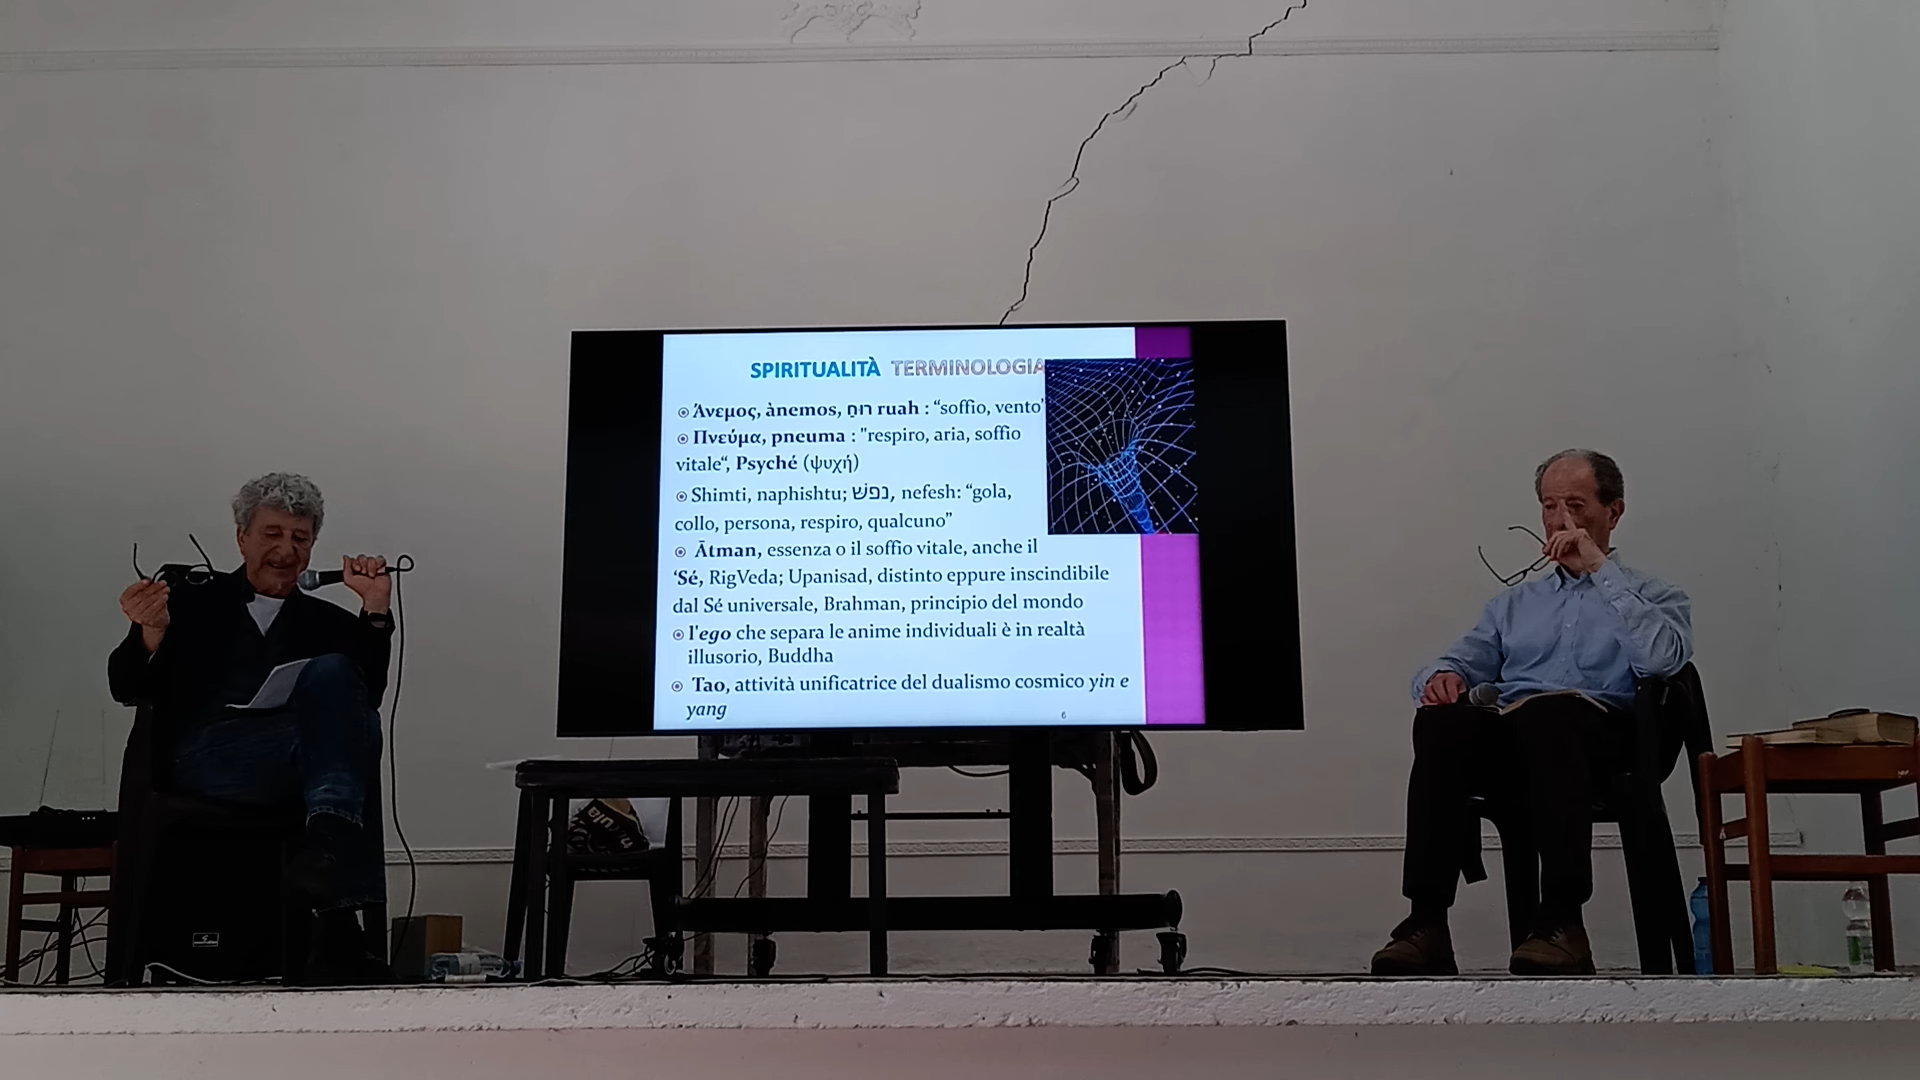 SPIRITUALITÀ TERMINOLOGIA
Άνεμος, ànemos, רוח ruah : “soffio, vento”
Πνεύμα, pneuma : "respiro, aria, soffio
vitale“, Psyché (ψυχή)
Shimti, naphishtu; נפשׁ, nefesh: “gola,
collo, persona, respiro, qualcuno”
Ātman, essenza o il soffio vitale, anche il
‘Sé, RigVeda; Upanisad, distinto eppure inscindibile
dal Sé universale, Brahman, principio del mondo
l'ego che separa le anime individuali è in realtà
illusorio, Buddha
Tao, attività unificatrice del dualismo cosmico yin e
yang
6